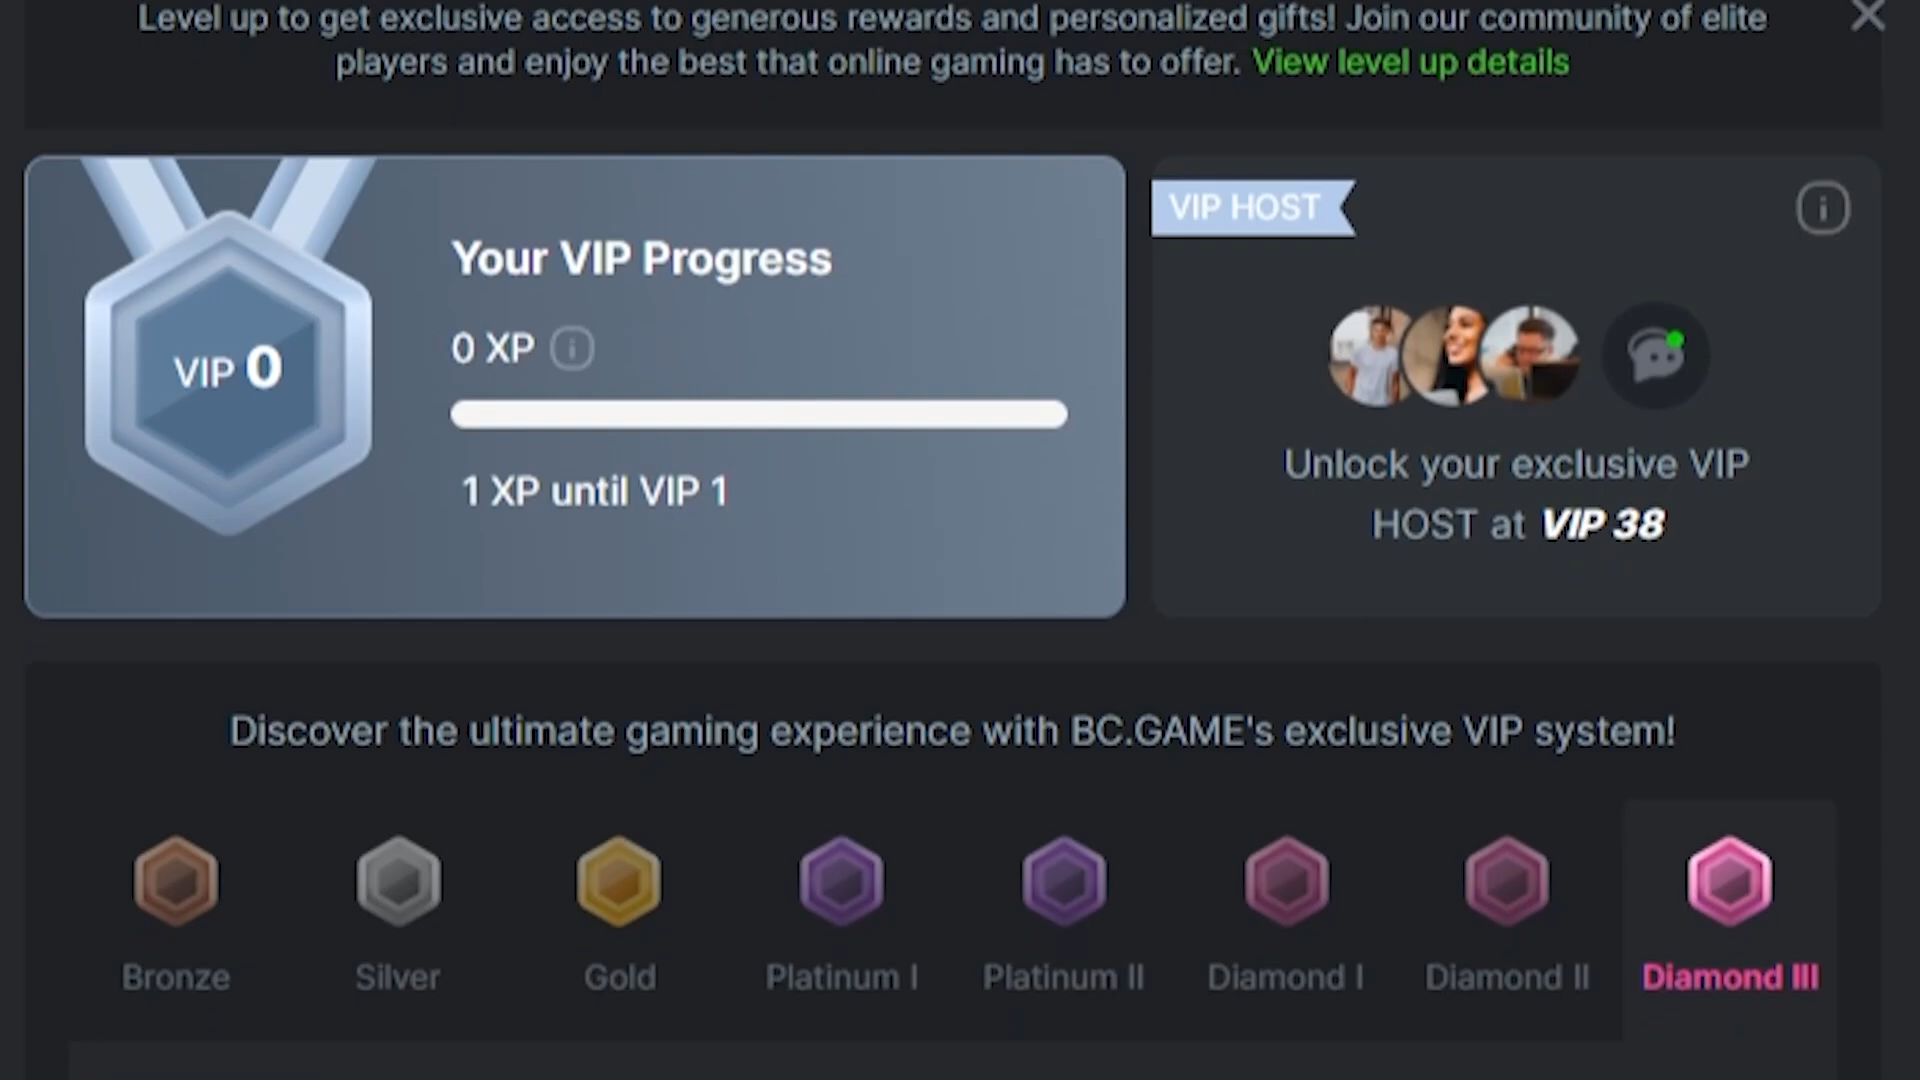 Level up to get exclusive access to generous rewards and personalized gifts! Join our community of elite
players and enjoy the best that online gaming has to offer. View level up details
VIP 0
Your VIP Progress
0 XP
1 XP until VIP 1
VIP HOST
Unlock your exclusive VIP
HOST at VIP 38
Discover the ultimate gaming experience with BC.GAME's exclusive VIP system!
Bronze
Silver
Gold
Platinum I
Platinum II
Diamond I
Diamond II
Diamond III